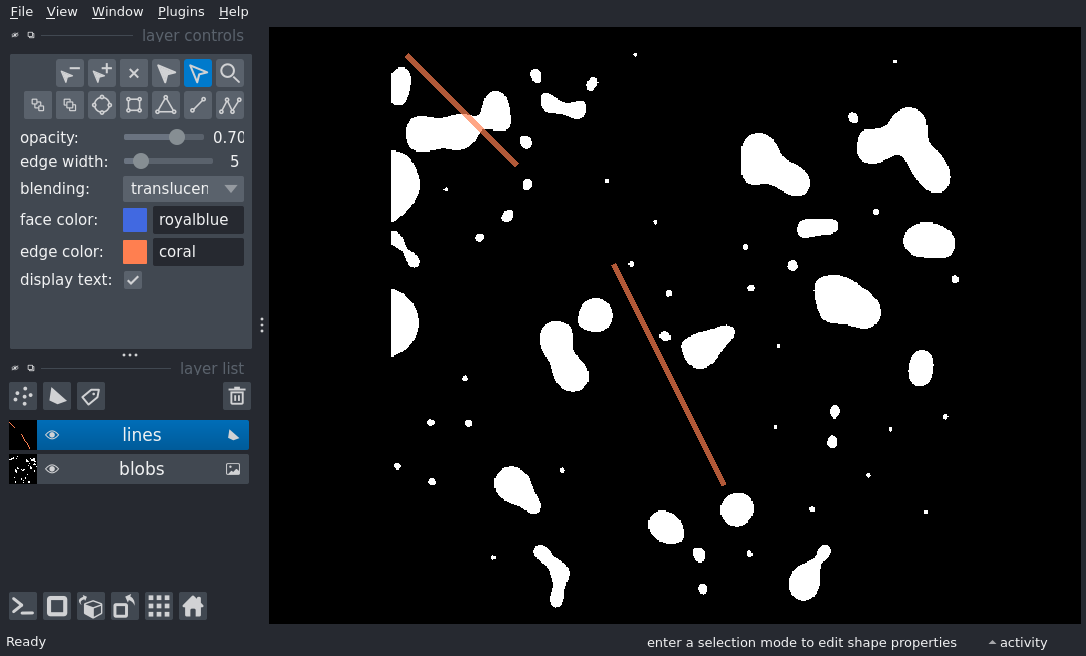 File View Window Plugins Help
layer controls
opacity: 0.70
edge width: 5
blending: translucen
face color: royalblue
edge color: coral
display text:
layer list
lines
blobs
Ready enter a selection mode to edit shape properties activity